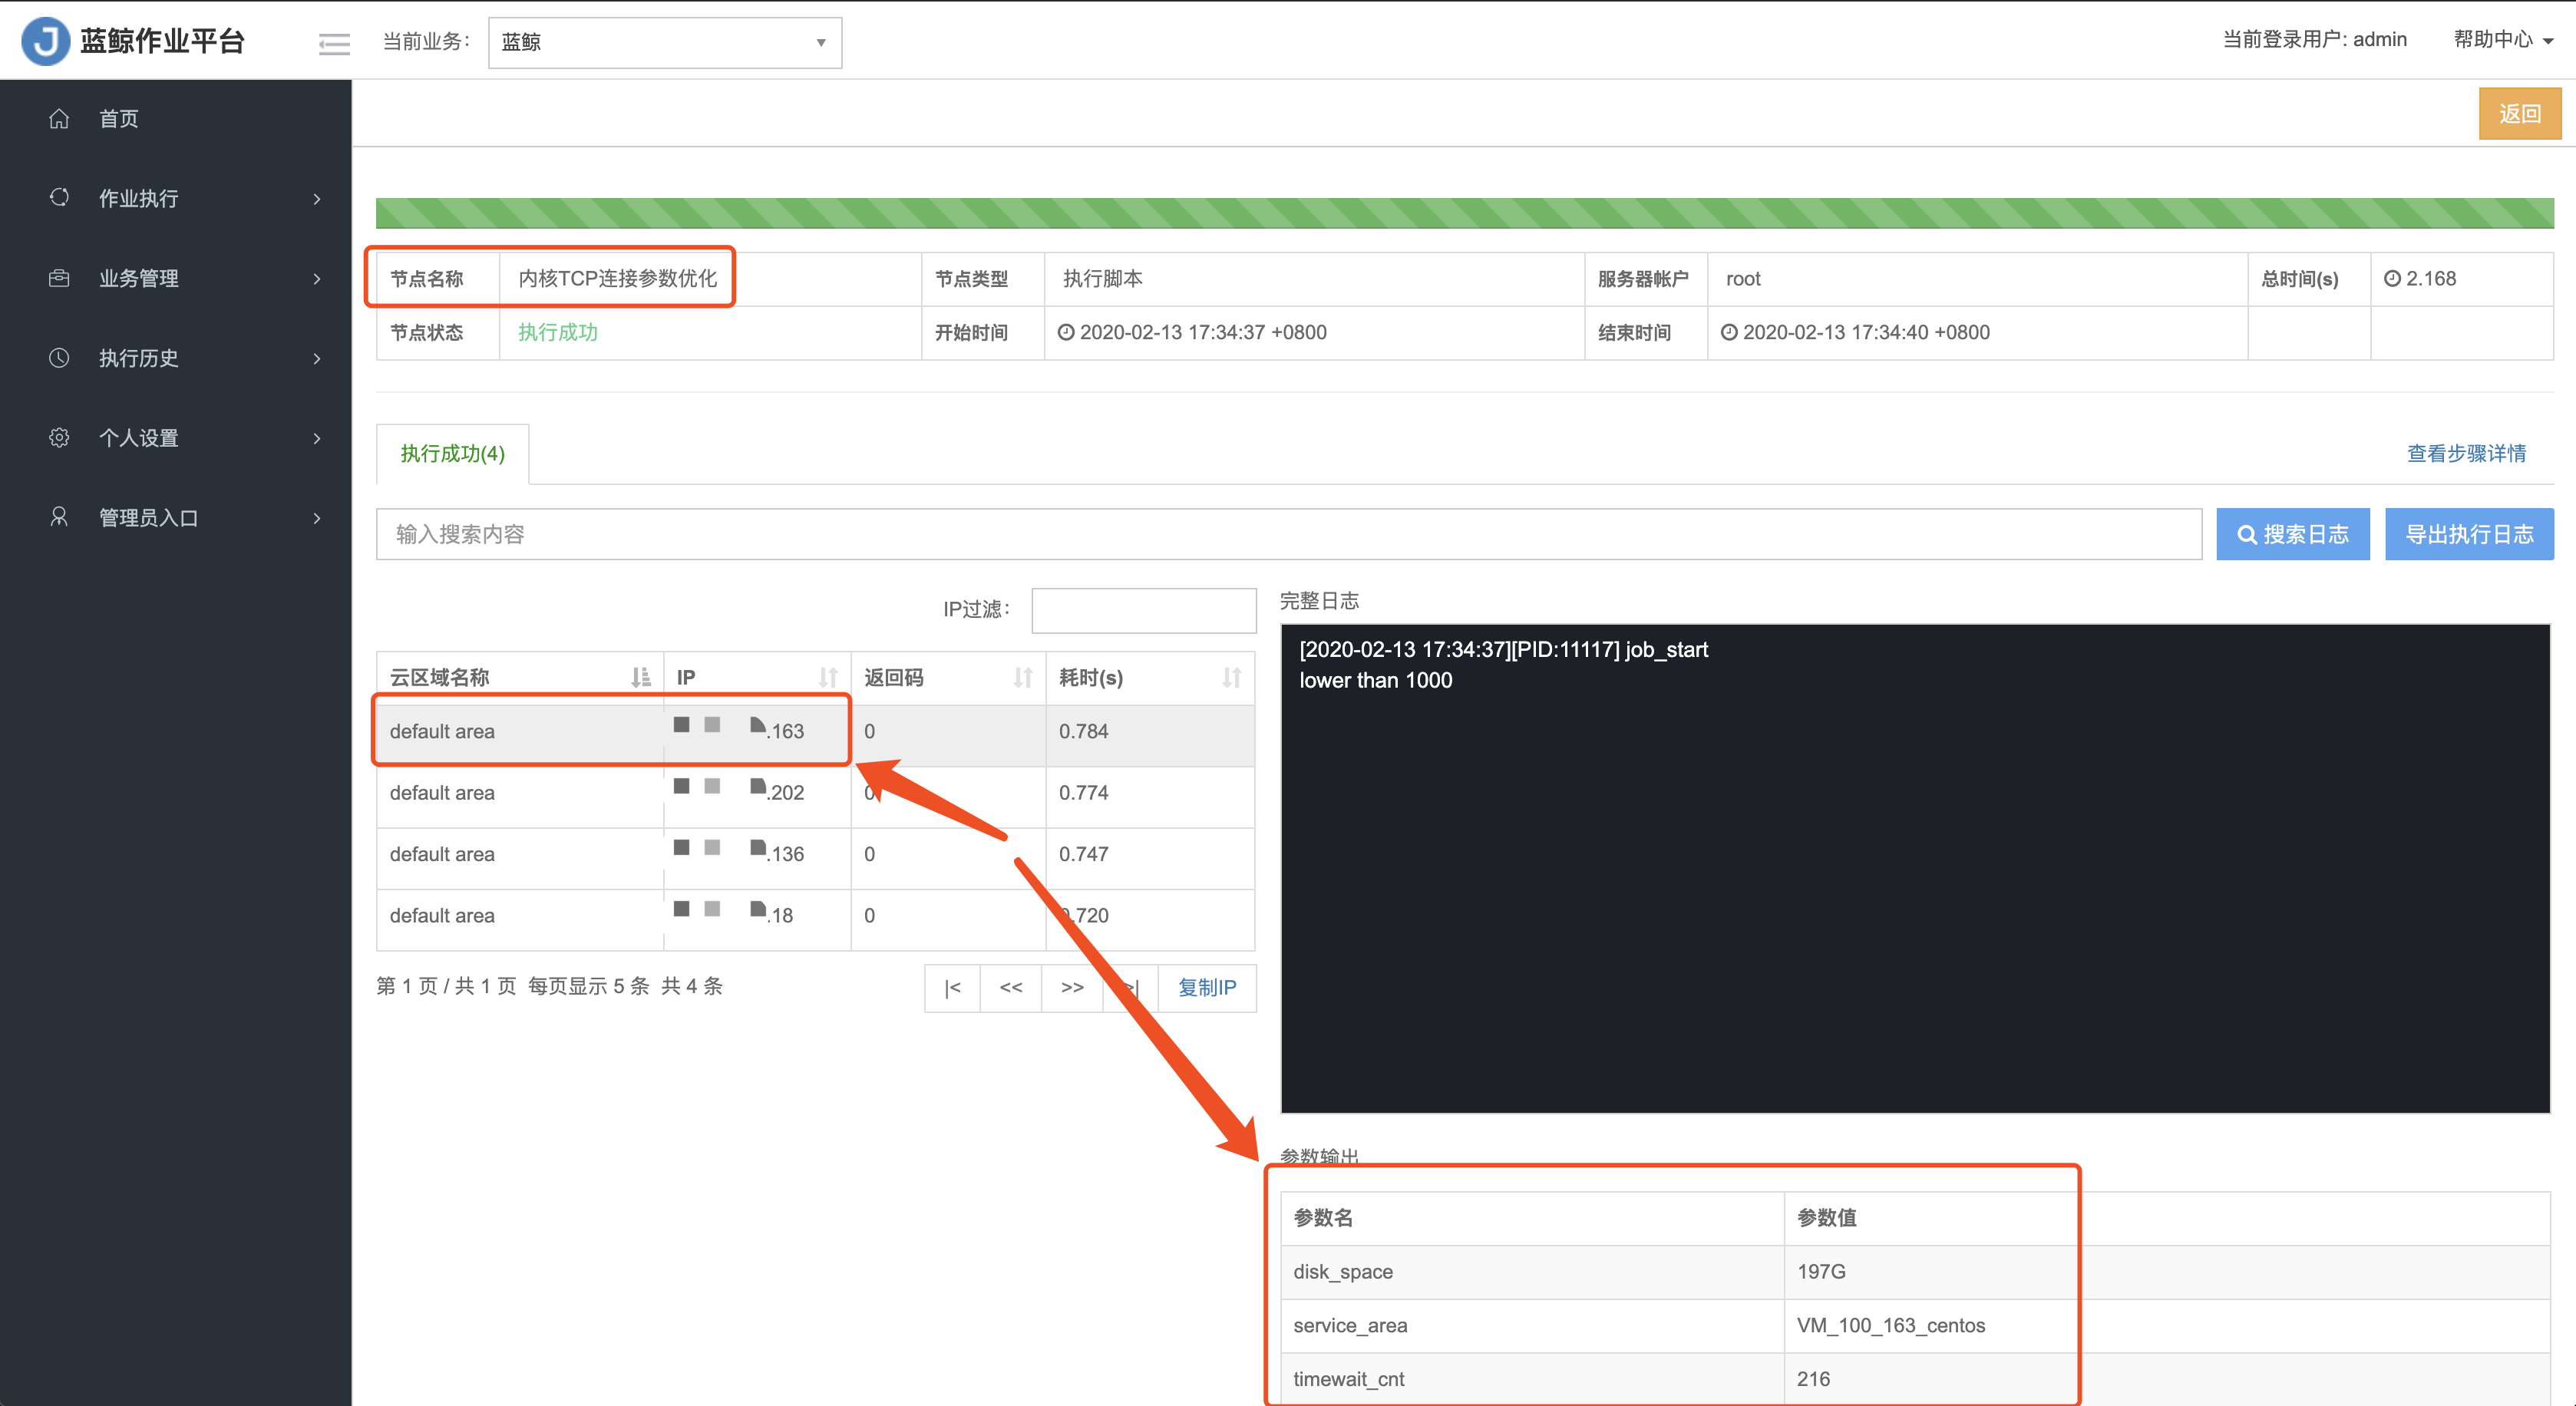 蓝鲸作业平台
当前业务：
蓝鲸
当前登录用户: admin
帮助中心
首页
作业执行
业务管理
执行历史
个人设置
管理员入口
返回
节点名称 内核TCP连接参数优化 节点类型 执行脚本 服务器帐户 root 总时间(s) 2.168
节点状态 执行成功 开始时间 2020-02-13 17:34:37 +0800 结束时间 2020-02-13 17:34:40 +0800
执行成功(4)
查看步骤详情
输入搜索内容
搜索日志
导出执行日志
IP过滤：
云区域名称 IP 返回码 耗时(s)
default area .163 0 0.784
default area .202 0 0.774
default area .136 0 0.747
default area .18 0 0.720
第 1 页 / 共 1 页 每页显示 5 条 共 4 条
|< << >> >| 复制IP
完整日志
[2020-02-13 17:34:37][PID:11117] job_start
lower than 1000
参数输出
参数名 参数值
disk_space 197G
service_area VM_100_163_centos
timewait_cnt 216